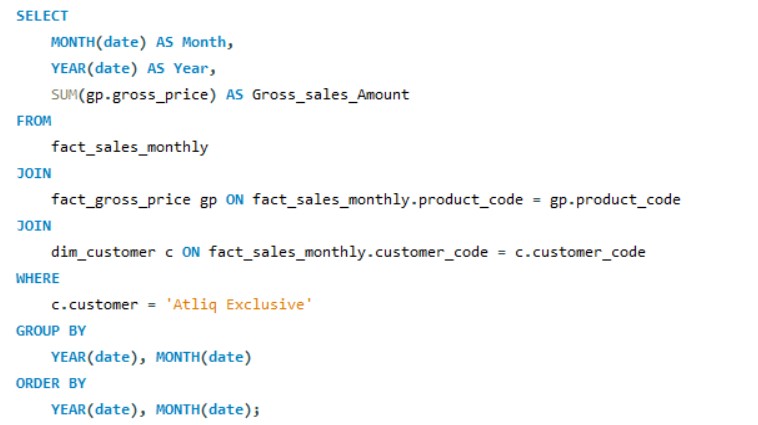 SELECT
MONTH(date) AS Month,
YEAR(date) AS Year,
SUM(gp.gross_price) AS Gross_sales_Amount
FROM
fact_sales_monthly
JOIN
fact_gross_price gp ON fact_sales_monthly.product_code = gp.product_code
JOIN
dim_customer c ON fact_sales_monthly.customer_code = c.customer_code
WHERE
c.customer = 'Atliq Exclusive'
GROUP BY
YEAR(date), MONTH(date)
ORDER BY
YEAR(date), MONTH(date);